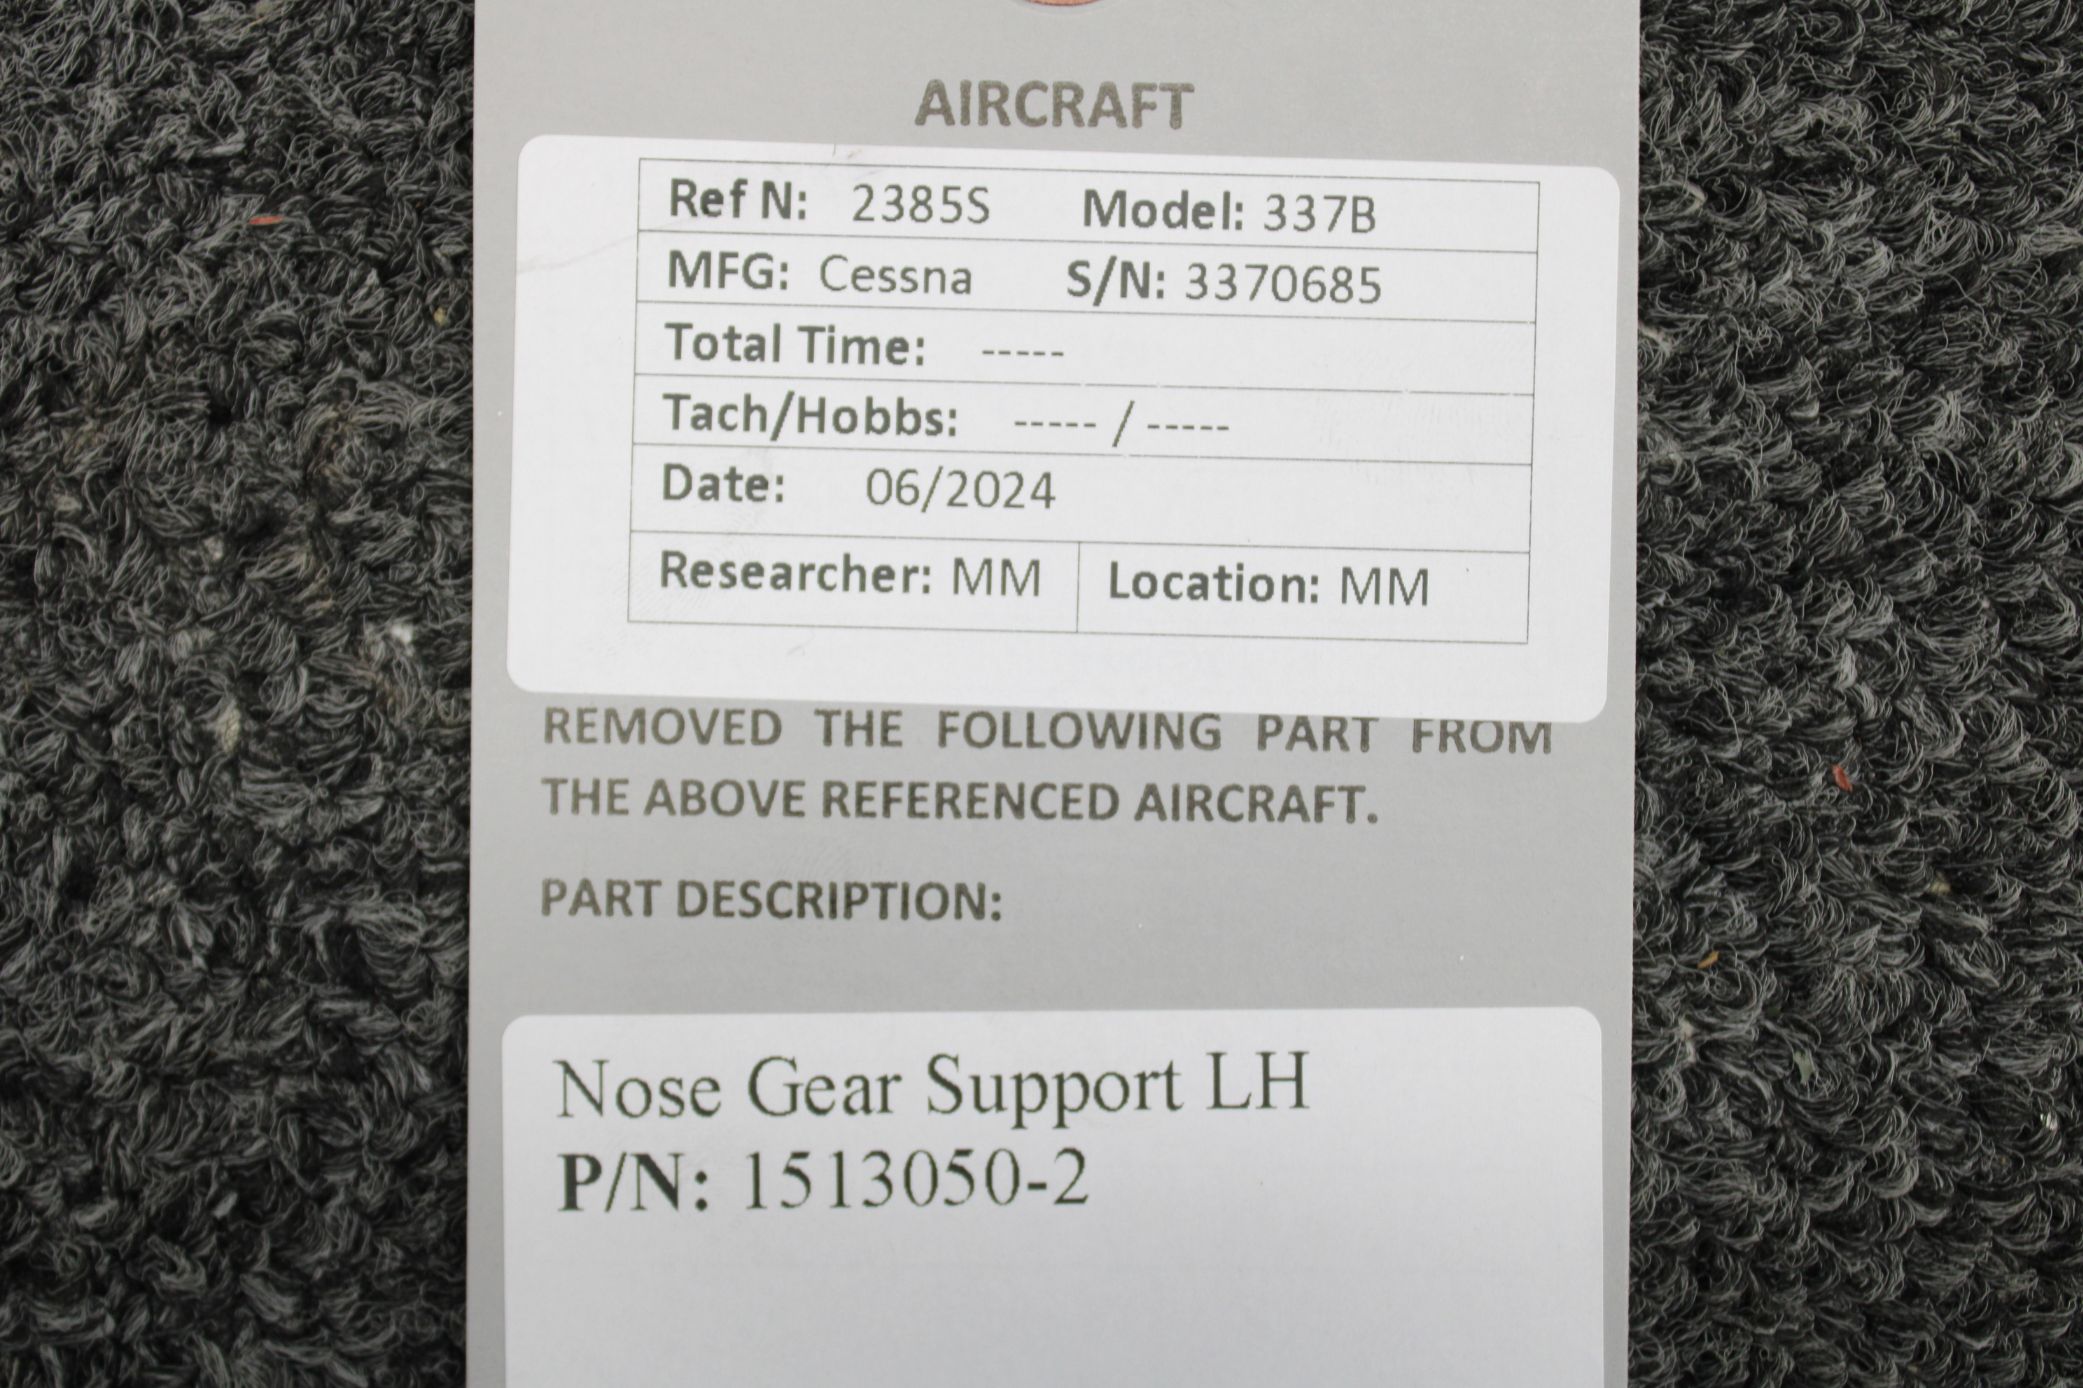 AIRCRAFT
Ref N: 2385S Model: 337B
MFG: Cessna S/N: 3370685
Total Time: -----
Tach/Hobbs: ----- / -----
Date: 06/2024
Researcher: MM Location: MM
REMOVED THE FOLLOWING PART FROM
THE ABOVE REFERENCED AIRCRAFT.
PART DESCRIPTION:
Nose Gear Support LH
P/N: 1513050-2